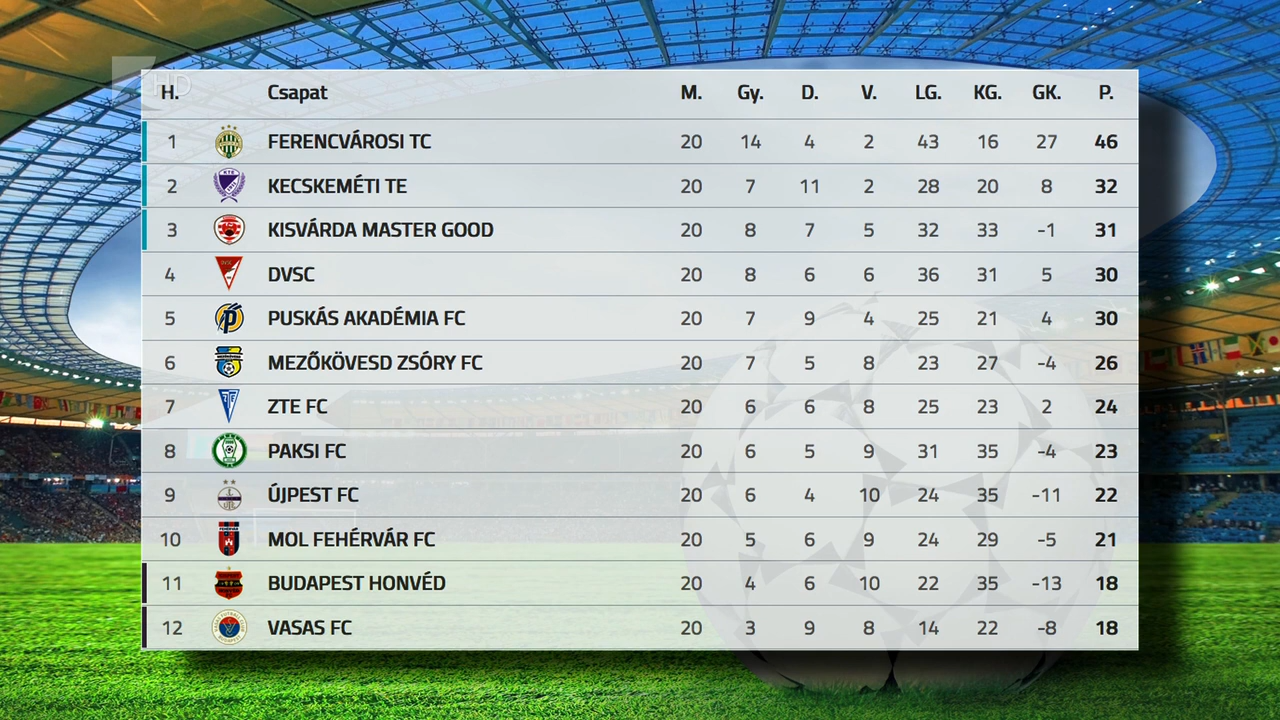 HD
H. Csapat M. Gy. D. V. LG. KG. GK. P.
1 FERENCVÁROSI TC 20 14 4 2 43 16 27 46
2 KECSKEMÉTI TE 20 7 11 2 28 20 8 32
3 KISVÁRDA MASTER GOOD 20 8 7 5 32 33 -1 31
4 DVSC 20 8 6 6 36 31 5 30
5 PUSKÁS AKADÉMIA FC 20 7 9 4 25 21 4 30
6 MEZŐKÖVESD ZSÓRY FC 20 7 5 8 23 27 -4 26
7 ZTE FC 20 6 6 8 25 23 2 24
8 PAKSI FC 20 6 5 9 31 35 -4 23
9 ÚJPEST FC 20 6 4 10 24 35 -11 22
10 MOL FEHÉRVÁR FC 20 5 6 9 24 29 -5 21
11 BUDAPEST HONVÉD 20 4 6 10 22 35 -13 18
12 VASAS FC 20 3 9 8 14 22 -8 18